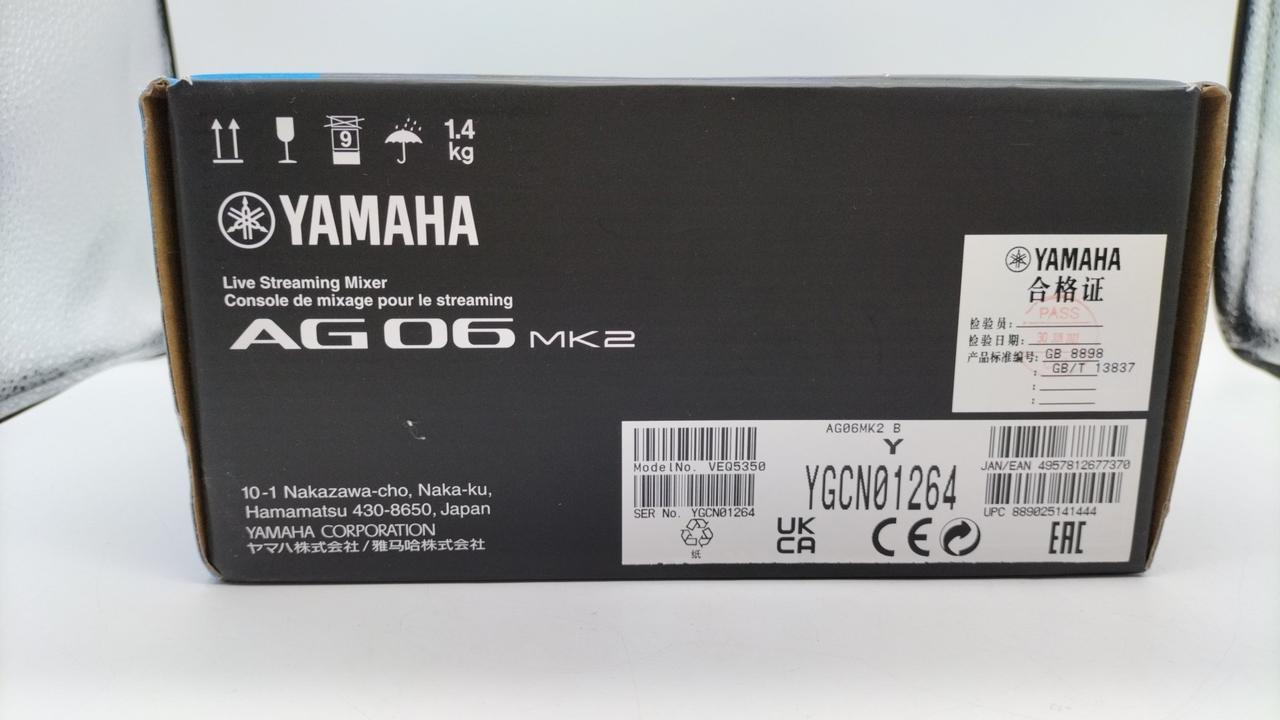 9
1.4
kg
YAMAHA
Live Streaming Mixer
Console de mixage pour le streaming
AG 06 MK2
10-1 Nakazawa-cho, Naka-ku,
Hamamatsu 430-8650, Japan
YAMAHA CORPORATION
ヤマハ株式会社/雅马哈株式会社
YAMAHA
合格证
PASS
检验员:
检验日期:
产品标准编号: GB 8898
: GB/T 13837
:
:
AG06MK2 B
Y
YGCN01264
ModelNo. VEQ5350
SER No. YGCN01264
纸
UK
CA
CE
JAN/EAN 4957812677370
UPC 889025141444
EAC